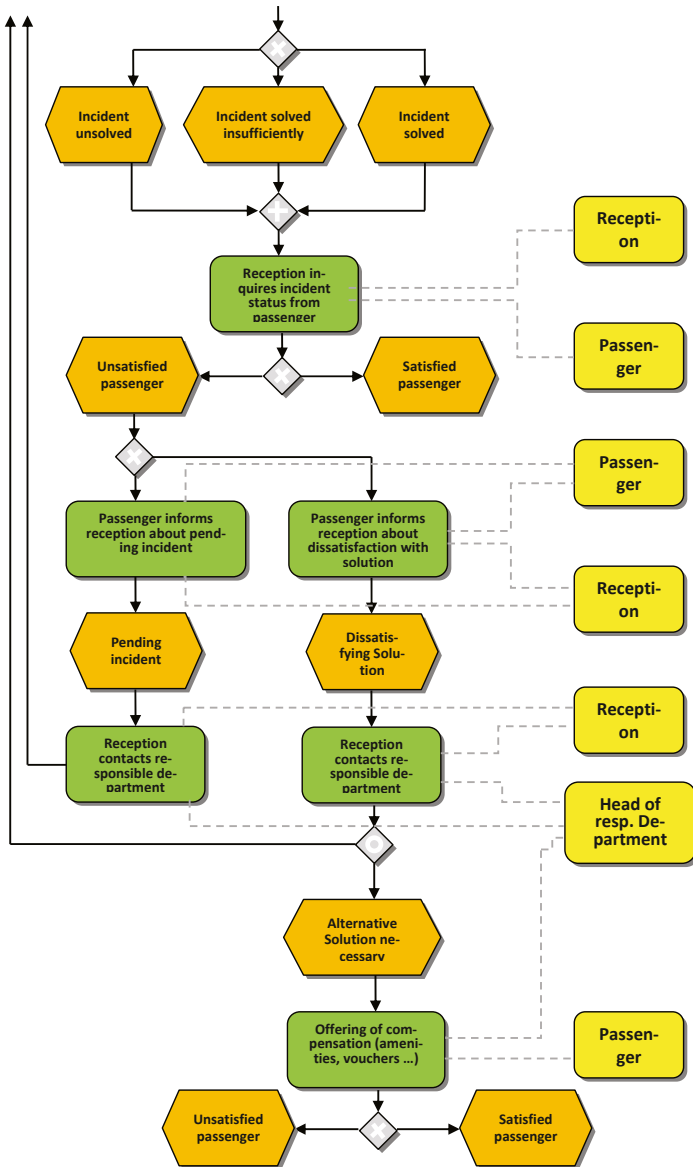 Incident
unsolved
Incident solved
insufficiently
Incident
solved
Recepti-
on
Reception in-
quires incident
status from
passenger
Passen-
ger
Unsatisfied
passenger
Satisfied
passenger
Passen-
ger
Passenger informs
reception about pend-
ing incident
Passenger informs
reception about
dissatisfaction with
solution
Recepti-
on
Pending
incident
Dissatis-
fying Solu-
tion
Recepti-
on
Reception
contacts re-
sponsible de-
partment
Reception
contacts re-
sponsible de-
partment
Head of
resp. De-
partment
Alternative
Solution ne-
cessary
Offering of com-
pensation (ameni-
ties, vouchers ...)
Passen-
ger
Unsatisfied
passenger
Satisfied
passenger